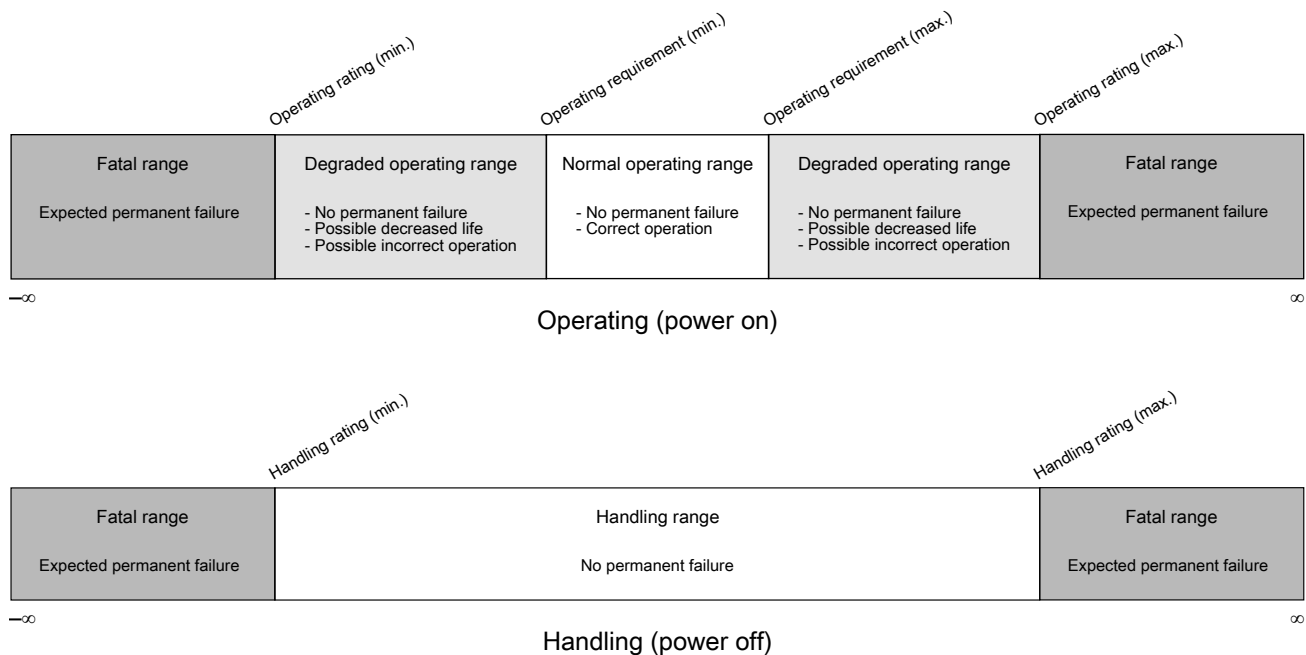 Operating rating (min.)
Operating requirement (min.)
Operating requirement (max.)
Operating rating (max.)
Fatal range
Expected permanent failure
Degraded operating range
- No permanent failure
- Possible decreased life
- Possible incorrect operation
Normal operating range
- No permanent failure
- Correct operation
Degraded operating range
- No permanent failure
- Possible decreased life
- Possible incorrect operation
Fatal range
Expected permanent failure
–∞
∞
Operating (power on)
Handling rating (min.)
Handling rating (max.)
Fatal range
Expected permanent failure
Handling range
No permanent failure
Fatal range
Expected permanent failure
–∞
∞
Handling (power off)